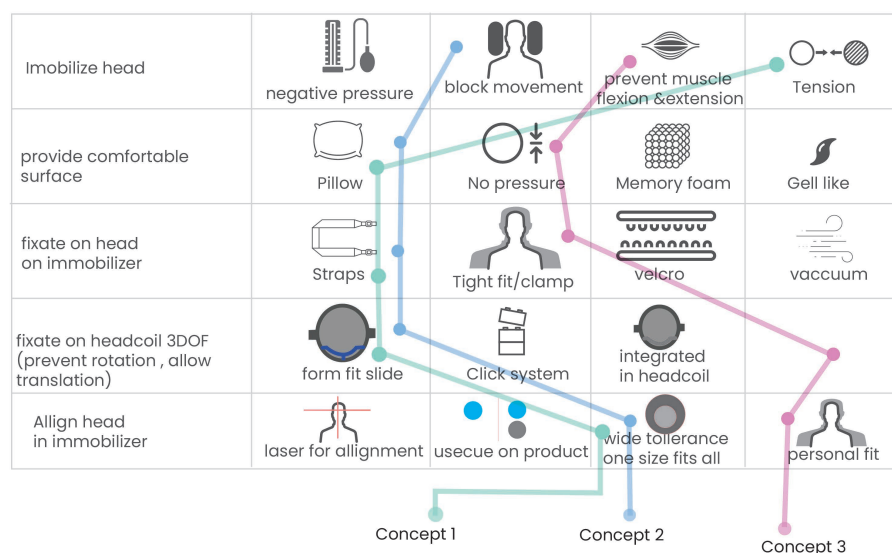 Imobilize head
negative pressure
block movement
prevent muscle
flexion &extension
Tension
provide comfortable
surface
Pillow
No pressure
Memory foam
Gell like
fixate on head
on immobilizer
Straps
Tight fit/clamp
velcro
vaccuum
fixate on headcoil 3DOF
(prevent rotation , allow
translation)
form fit slide
Click system
integrated
in headcoil
Allign head
in immobilizer
laser for allignment
usecue on product
wide tollerance
one size fits all
personal fit
Concept 1
Concept 2
Concept 3